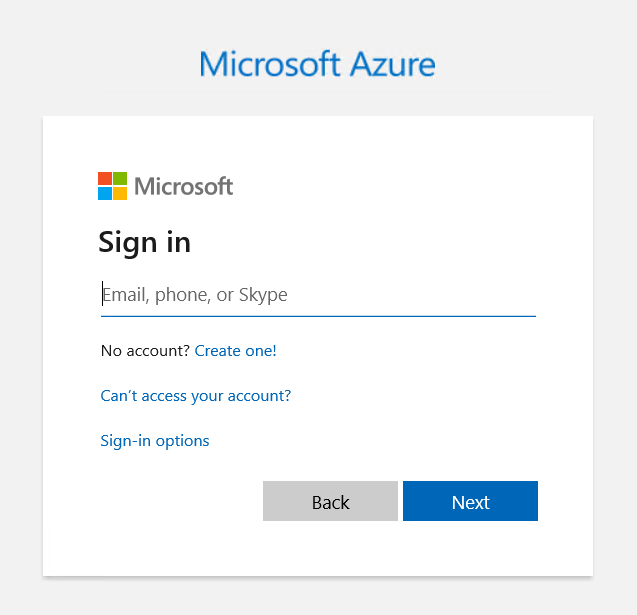 Microsoft Azure
Microsoft
Sign in
Email, phone, or Skype
No account? Create one!
Can't access your account?
Sign-in options
Back Next